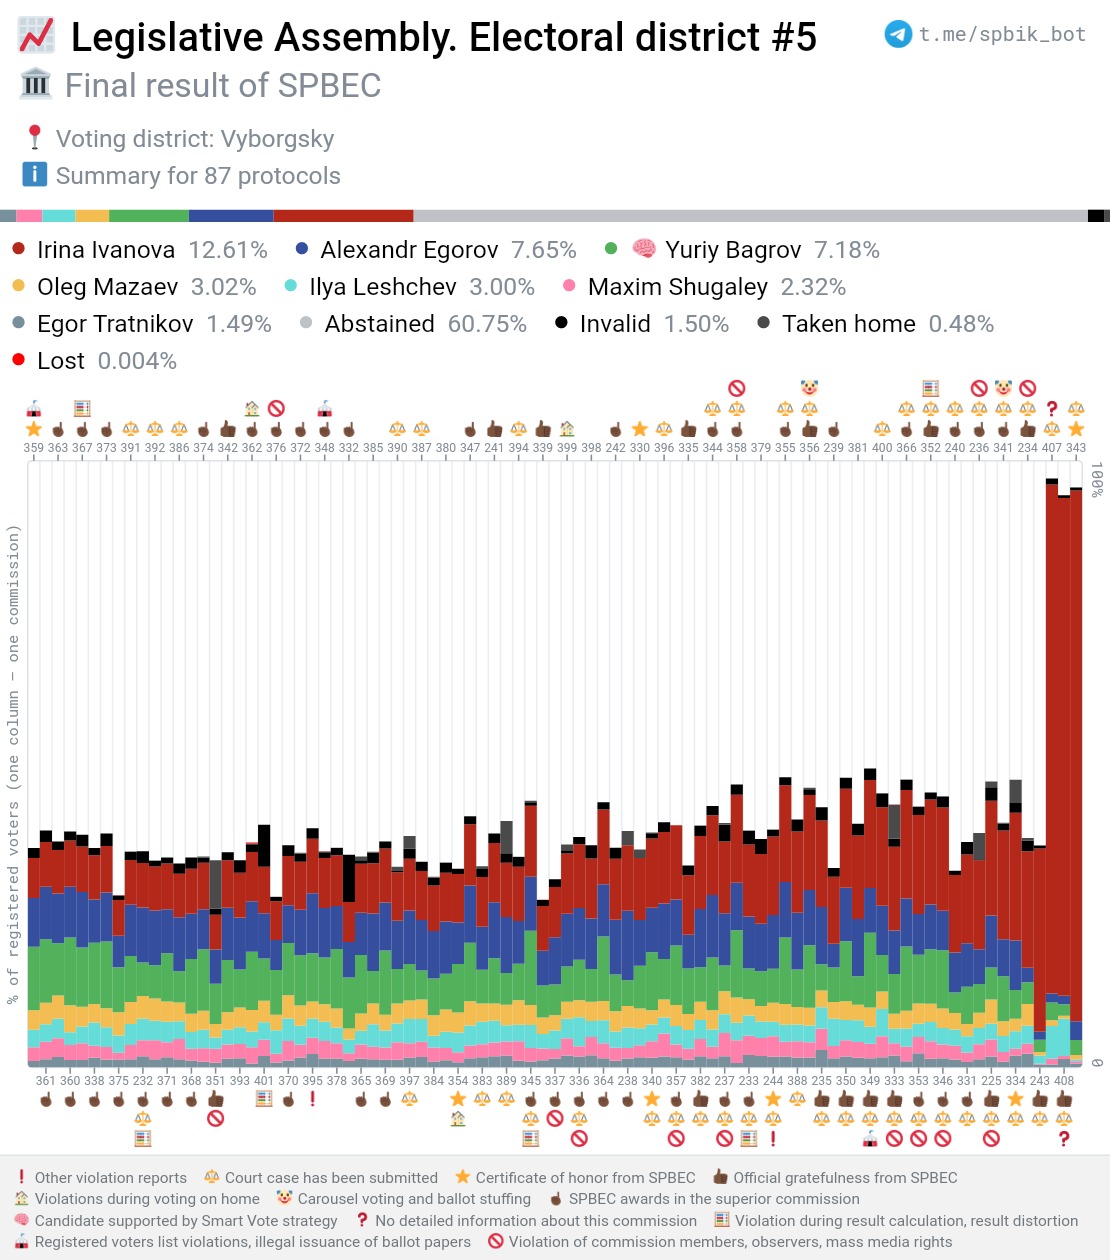 Legislative Assembly. Electoral district #5
t.me/spbik_bot
Final result of SPBEC
Voting district: Vyborgsky
Summary for 87 protocols
Irina Ivanova 12.61% Alexandr Egorov 7.65% Yuriy Bagrov 7.18%
Oleg Mazaev 3.02% Ilya Leshchev 3.00% Maxim Shugaley 2.32%
Egor Tratnikov 1.49% Abstained 60.75% Invalid 1.50% Taken home 0.48%
Lost 0.004%
359 363 367 373 391 392 386 374 342 362 376 372 348 332 385 390 387 380 347 241 394 339 399 398 242 330 396 335 344 358 379 355 356 239 381 400 366 352 240 236 341 234 407 343
100%
% of registered voters (one column – one commission)
0
361 360 338 375 232 371 368 351 393 401 370 395 378 365 369 397 384 354 383 389 345 337 336 364 238 340 357 382 237 233 244 388 235 350 349 333 353 346 331 225 334 243 408
Other violation reports Court case has been submitted Certificate of honor from SPBEC Official gratefulness from SPBEC
Violations during voting on home Carousel voting and ballot stuffing SPBEC awards in the superior commission
Candidate supported by Smart Vote strategy No detailed information about this commission Violation during result calculation, result distortion
Registered voters list violations, illegal issuance of ballot papers Violation of commission members, observers, mass media rights